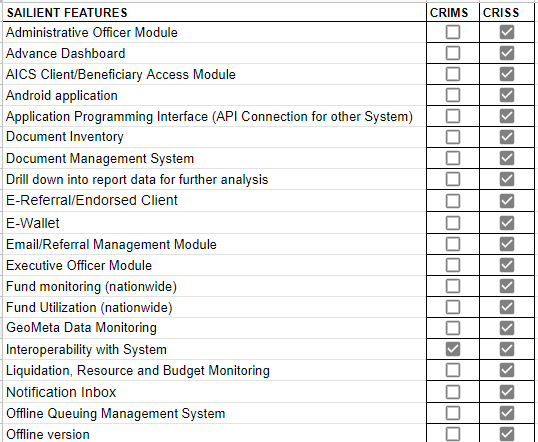 SAILIENT FEATURES CRIMS CRISS
Administrative Officer Module
Advance Dashboard
AICS Client/Beneficiary Access Module
Android application
Application Programming Interface (API Connection for other System)
Document Inventory
Document Management System
Drill down into report data for further analysis
E-Referral/Endorsed Client
E-Wallet
Email/Referral Management Module
Executive Officer Module
Fund monitoring (nationwide)
Fund Utilization (nationwide)
GeoMeta Data Monitoring
Interoperability with System
Liquidation, Resource and Budget Monitoring
Notification Inbox
Offline Queuing Management System
Offline version